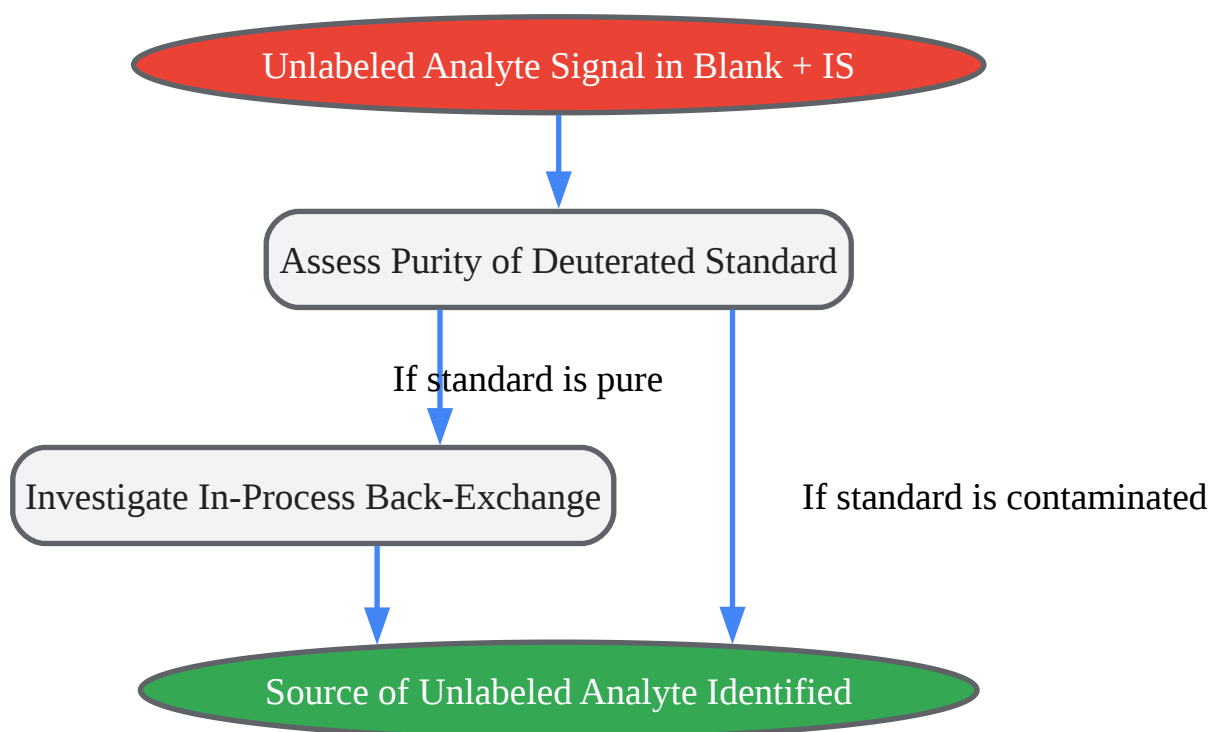 Unlabeled Analyte Signal in Blank + IS
Assess Purity of Deuterated Standard
If standard is pure
Investigate In-Process Back-Exchange
If standard is contaminated
Source of Unlabeled Analyte Identified